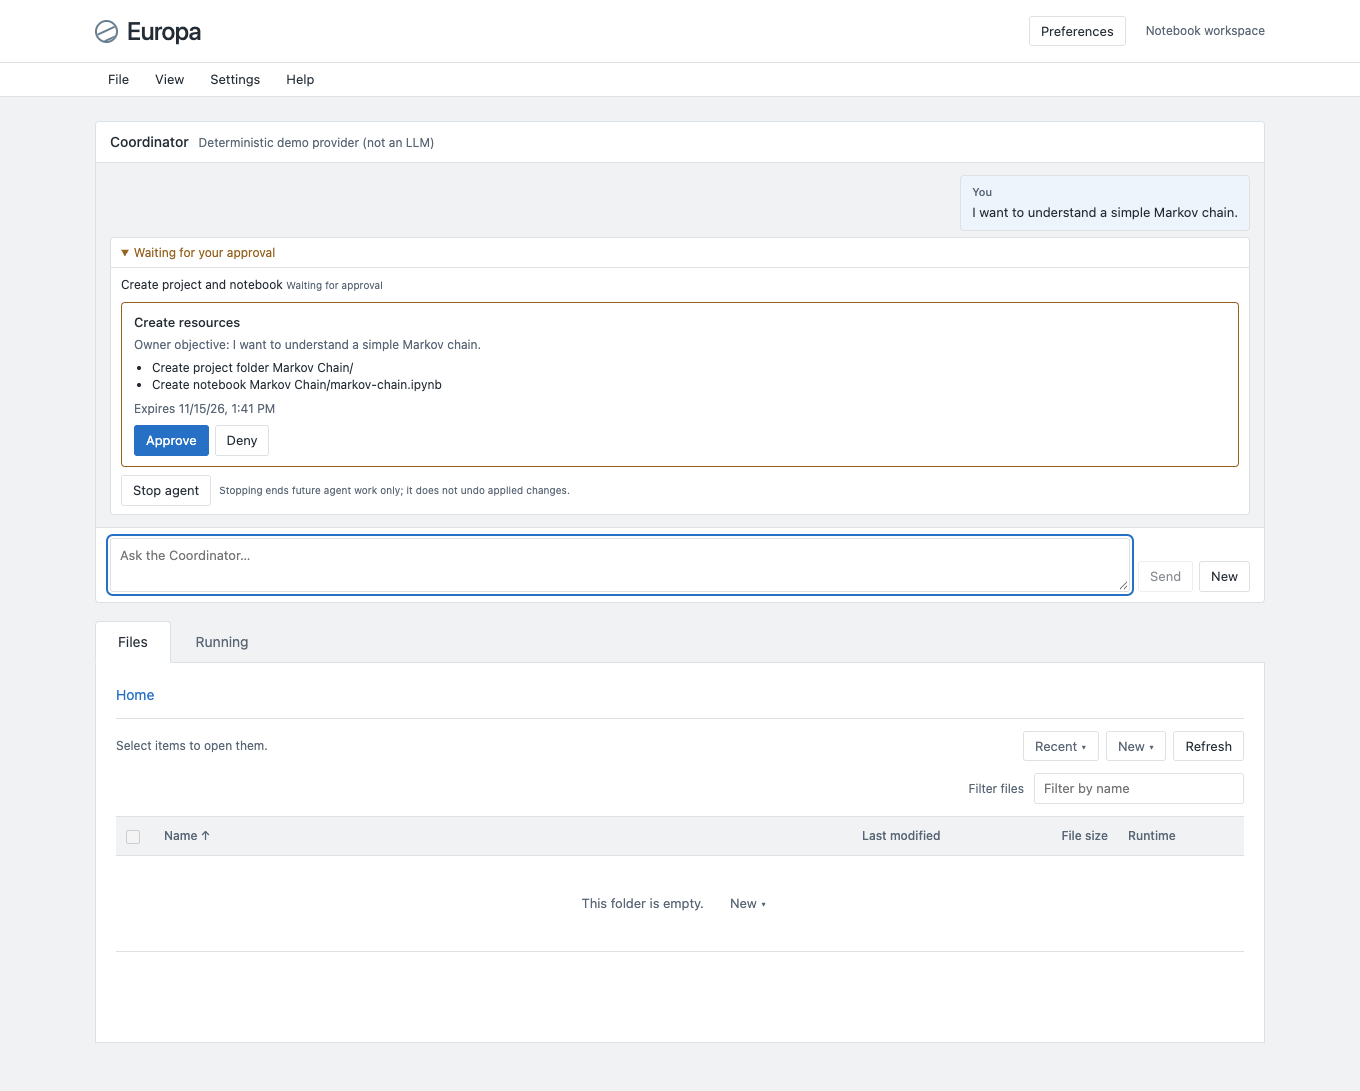 Europa
Preferences
Notebook workspace
File
View
Settings
Help
Coordinator
Deterministic demo provider (not an LLM)
You
I want to understand a simple Markov chain.
▼ Waiting for your approval
Create project and notebook Waiting for approval
Create resources
Owner objective: I want to understand a simple Markov chain.
• Create project folder Markov Chain/
• Create notebook Markov Chain/markov-chain.ipynb
Expires 11/15/26, 1:41 PM
Approve
Deny
Stop agent
Stopping ends future agent work only; it does not undo applied changes.
Ask the Coordinator...
Send
New
Files
Running
Home
Select items to open them.
Recent ▾
New ▾
Refresh
Filter files
Filter by name
Name ↑
Last modified
File size
Runtime
This folder is empty.
New ▾